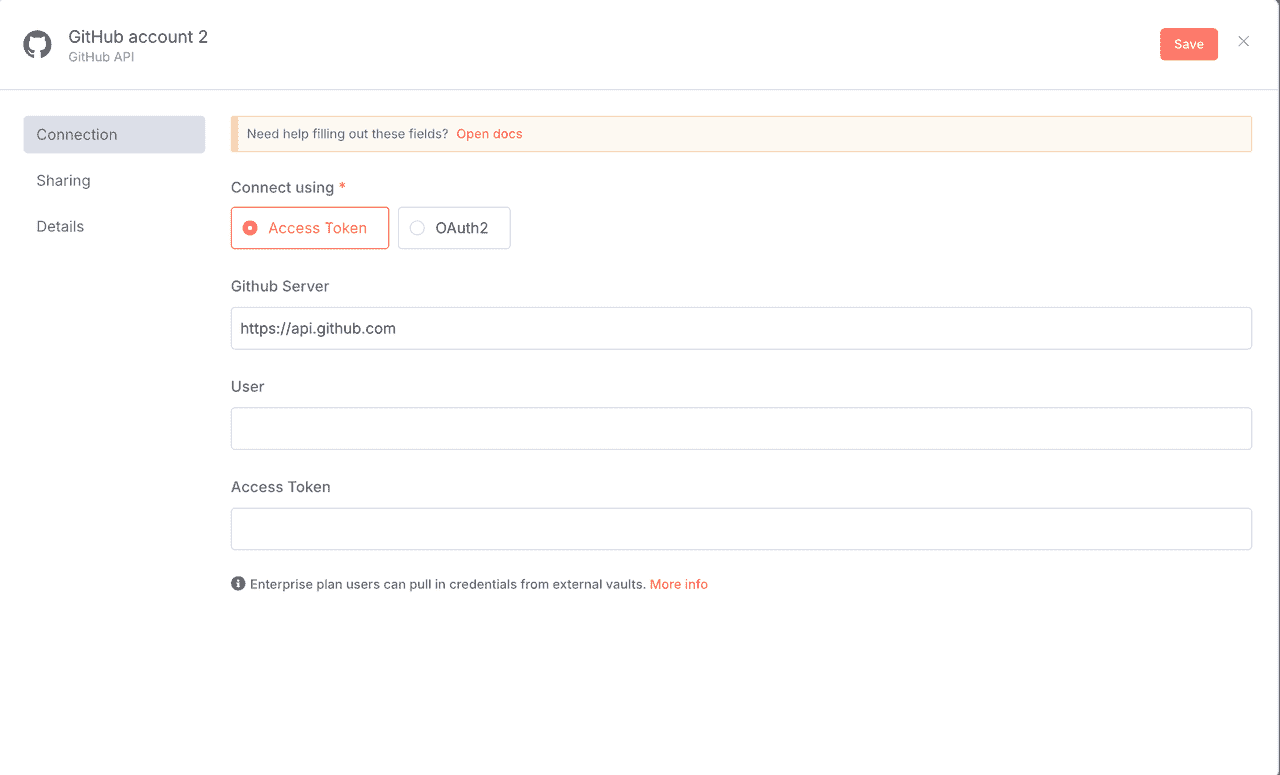 GitHub account 2
GitHub API
Save
Connection
Sharing
Details
Need help filling out these fields? Open docs
Connect using *
Access Token
OAuth2
Github Server
https://api.github.com
User
Access Token
Enterprise plan users can pull in credentials from external vaults. More info